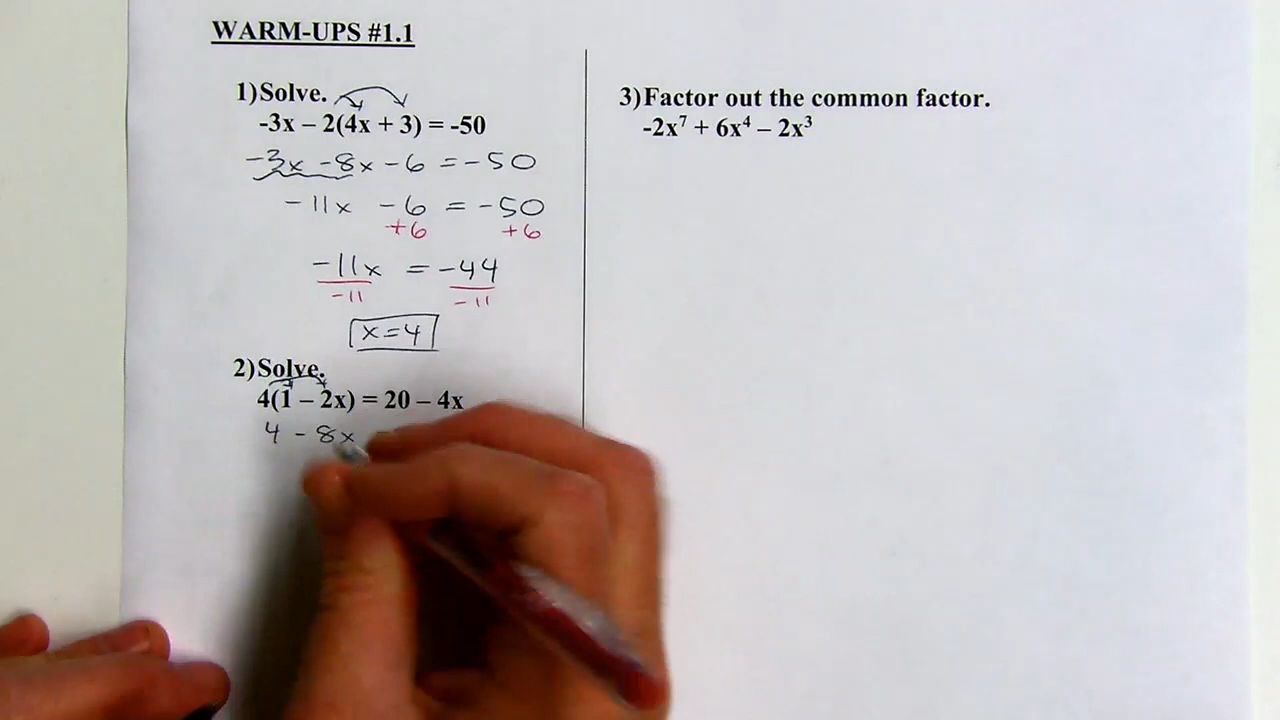 WARM-UPS #1.1
1) Solve.
-3x – 2(4x + 3) = -50
-3x -8x -6 = -50
-11x -6 = -50
+6 +6
-11x = -44
-11 -11
x=4
2) Solve.
4(1 – 2x) = 20 – 4x
4 - 8x
3) Factor out the common factor.
-2x⁷ + 6x⁴ – 2x³